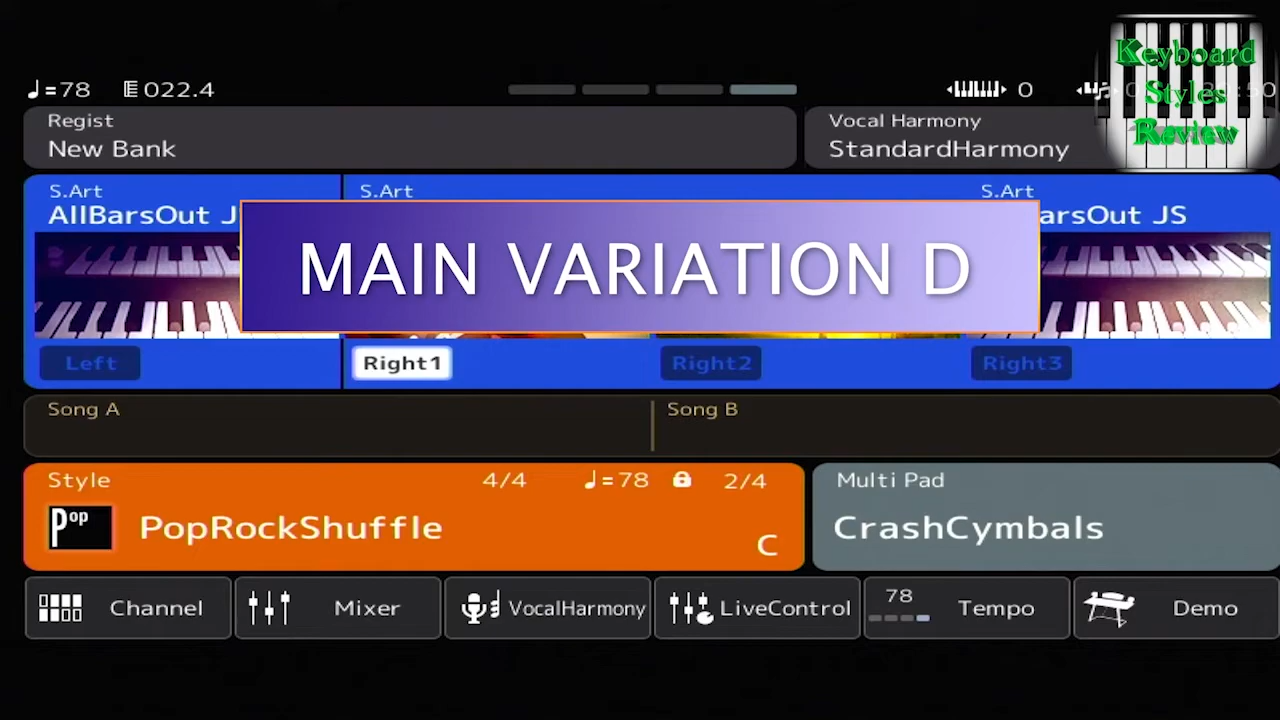 ♩=78 022.4
0
Keyboard
Styles
Review
Regist
New Bank
Vocal Harmony
StandardHarmony
S.Art
S.Art
S.Art
AllBarsOut J
arsOut JS
MAIN VARIATION D
Left
Right1
Right2
Right3
Song A
Song B
Style 4/4 ♩=78 2/4
Pop
PopRockShuffle
C
Multi Pad
CrashCymbals
Channel
Mixer
VocalHarmony
LiveControl
78
Tempo
Demo